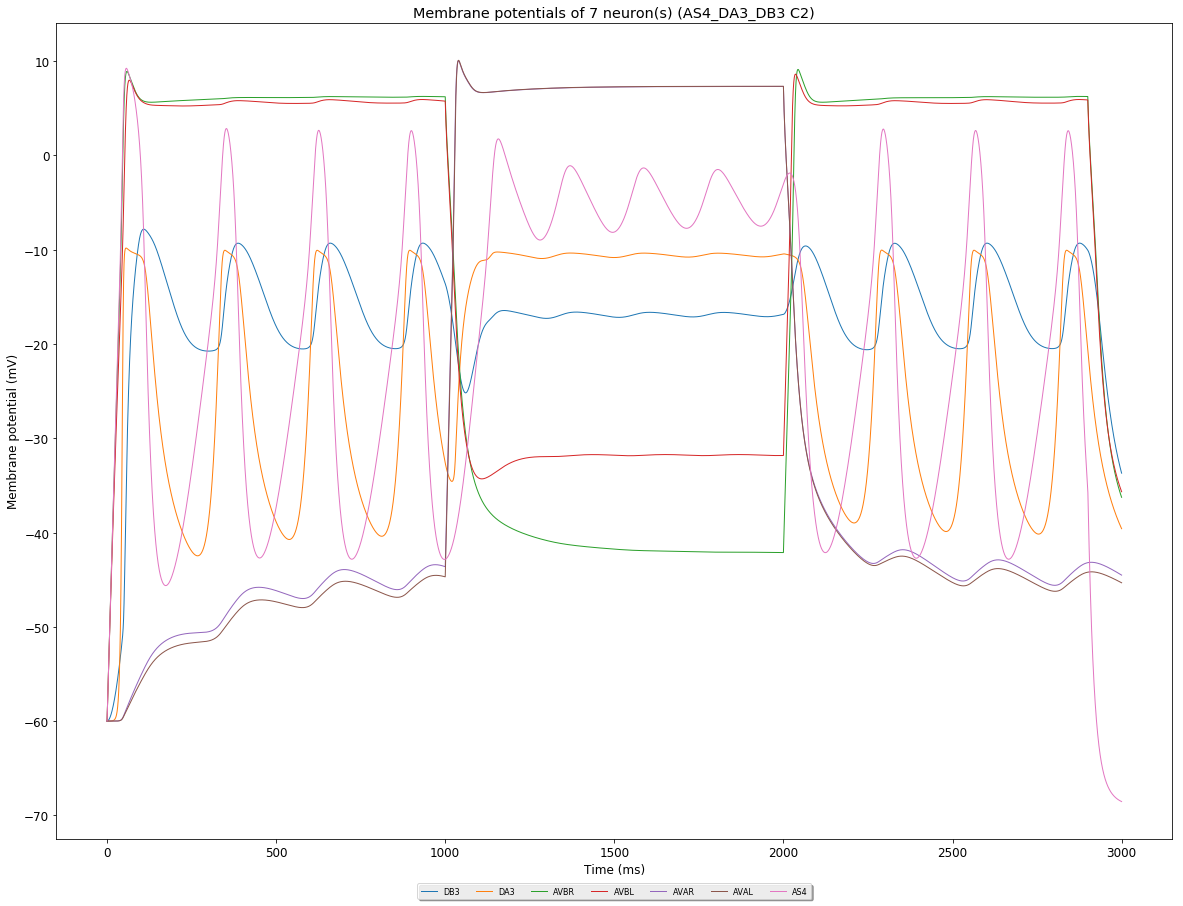 Membrane potentials of 7 neuron(s) (AS4_DA3_DB3 C2)
Membrane potential (mV)
10
0
−10
−20
−30
−40
−50
−60
−70
0 500 1000 1500 2000 2500 3000
Time (ms)
DB3 DA3 AVBR AVBL AVAR AVAL AS4